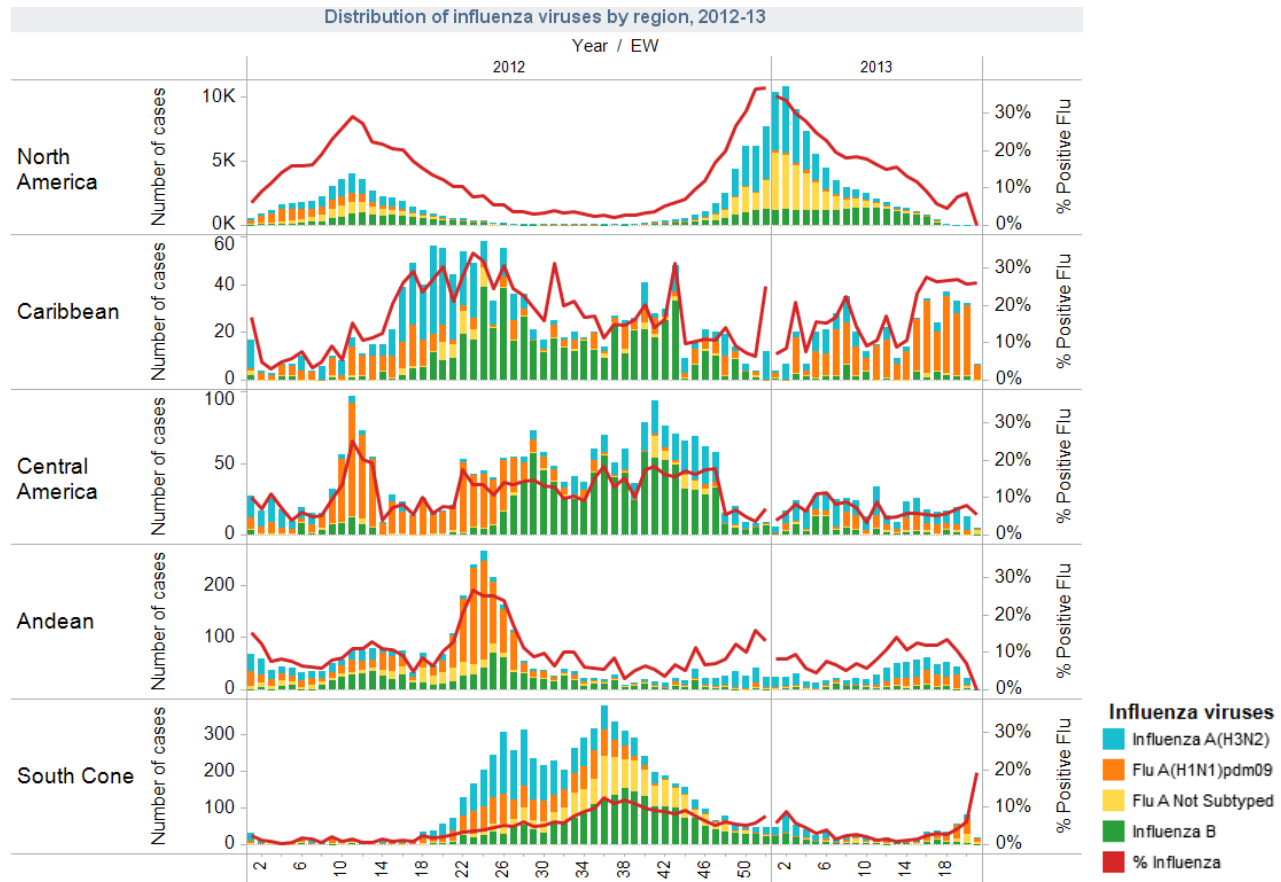 Distribution of influenza viruses by region, 2012-13
Year / EW
2012 2013
North
America
Number of cases
10K
5K
0K
30%
20%
10%
0%
% Positive Flu
Caribbean
Number of cases
60
40
20
0
30%
20%
10%
0%
% Positive Flu
Central
America
Number of cases
100
50
0
30%
20%
10%
0%
% Positive Flu
Andean
Number of cases
200
100
0
30%
20%
10%
0%
% Positive Flu
South Cone
Number of cases
300
200
100
0
30%
20%
10%
0%
% Positive Flu
2 6 10 14 18 22 26 30 34 38 42 46 50 2 6 10 14 18
Influenza viruses
Influenza A(H3N2)
Flu A(H1N1)pdm09
Flu A Not Subtyped
Influenza B
% Influenza